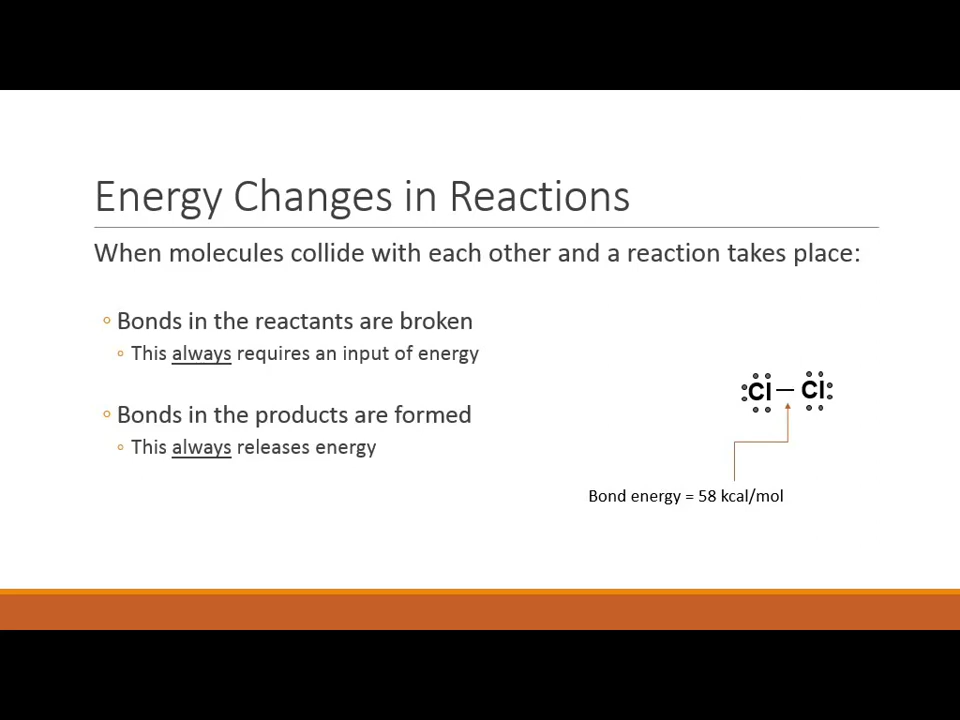 Energy Changes in Reactions
When molecules collide with each other and a reaction takes place:
◦ Bonds in the reactants are broken
◦ This always requires an input of energy
◦ Bonds in the products are formed
◦ This always releases energy
Cl — Cl
Bond energy = 58 kcal/mol